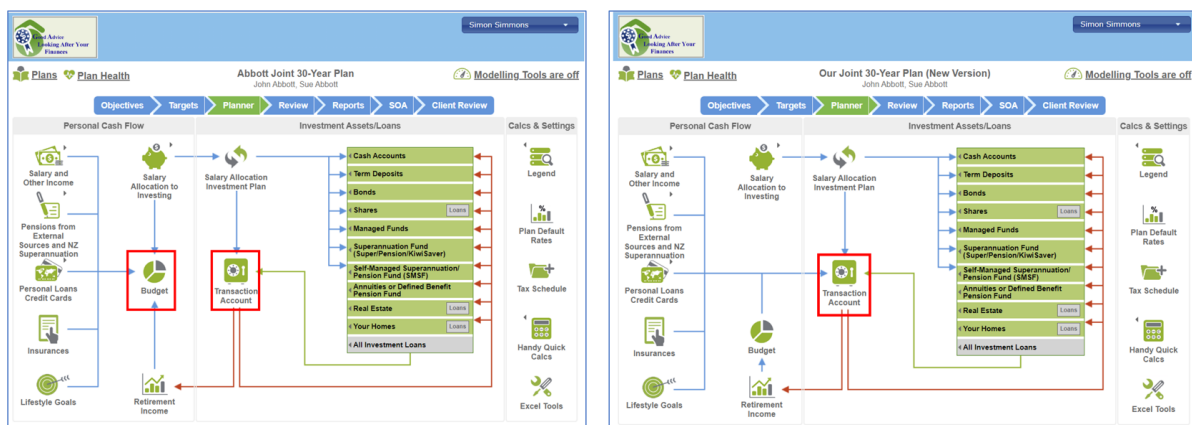 Good Advice
Looking After Your
Finances
Simon Simmons
Plans
Plan Health
Abbott Joint 30-Year Plan
John Abbott, Sue Abbott
Modelling Tools are off
Objectives
Targets
Planner
Review
Reports
SOA
Client Review
Personal Cash Flow
Investment Assets/Loans
Calcs & Settings
Salary and
Other Income
Salary
Allocation to
Investing
Salary Allocation
Investment Plan
Pensions from
External
Sources and NZ
Superannuation
Personal Loans
Credit Cards
Budget
Transaction
Account
Insurances
Lifestyle Goals
Retirement
Income
Cash Accounts
Term Deposits
Bonds
Shares
Loans
Managed Funds
Superannuation Fund
(Super/Pension/KiwiSaver)
Self-Managed Superannuation/
Pension Fund (SMSF)
Annuities or Defined Benefit
Pension Fund
Real Estate
Loans
Your Homes
Loans
All Investment Loans
Legend
%
Plan Default
Rates
Tax Schedule
Handy Quick
Calcs
Excel Tools
Good Advice
Looking After Your
Finances
Simon Simmons
Plans
Plan Health
Our Joint 30-Year Plan (New Version)
John Abbott, Sue Abbott
Modelling Tools are off
Objectives
Targets
Planner
Review
Reports
SOA
Client Review
Personal Cash Flow
Investment Assets/Loans
Calcs & Settings
Salary and
Other Income
Salary
Allocation to
Investing
Salary Allocation
Investment Plan
Pensions from
External
Sources and NZ
Superannuation
Personal Loans
Credit Cards
Transaction
Account
Budget
Insurances
Lifestyle Goals
Retirement
Income
Cash Accounts
Term Deposits
Bonds
Shares
Loans
Managed Funds
Superannuation Fund
(Super/Pension/KiwiSaver)
Self-Managed Superannuation/
Pension Fund (SMSF)
Annuities or Defined Benefit
Pension Fund
Real Estate
Loans
Your Homes
Loans
All Investment Loans
Legend
%
Plan Default
Rates
Tax Schedule
Handy Quick
Calcs
Excel Tools